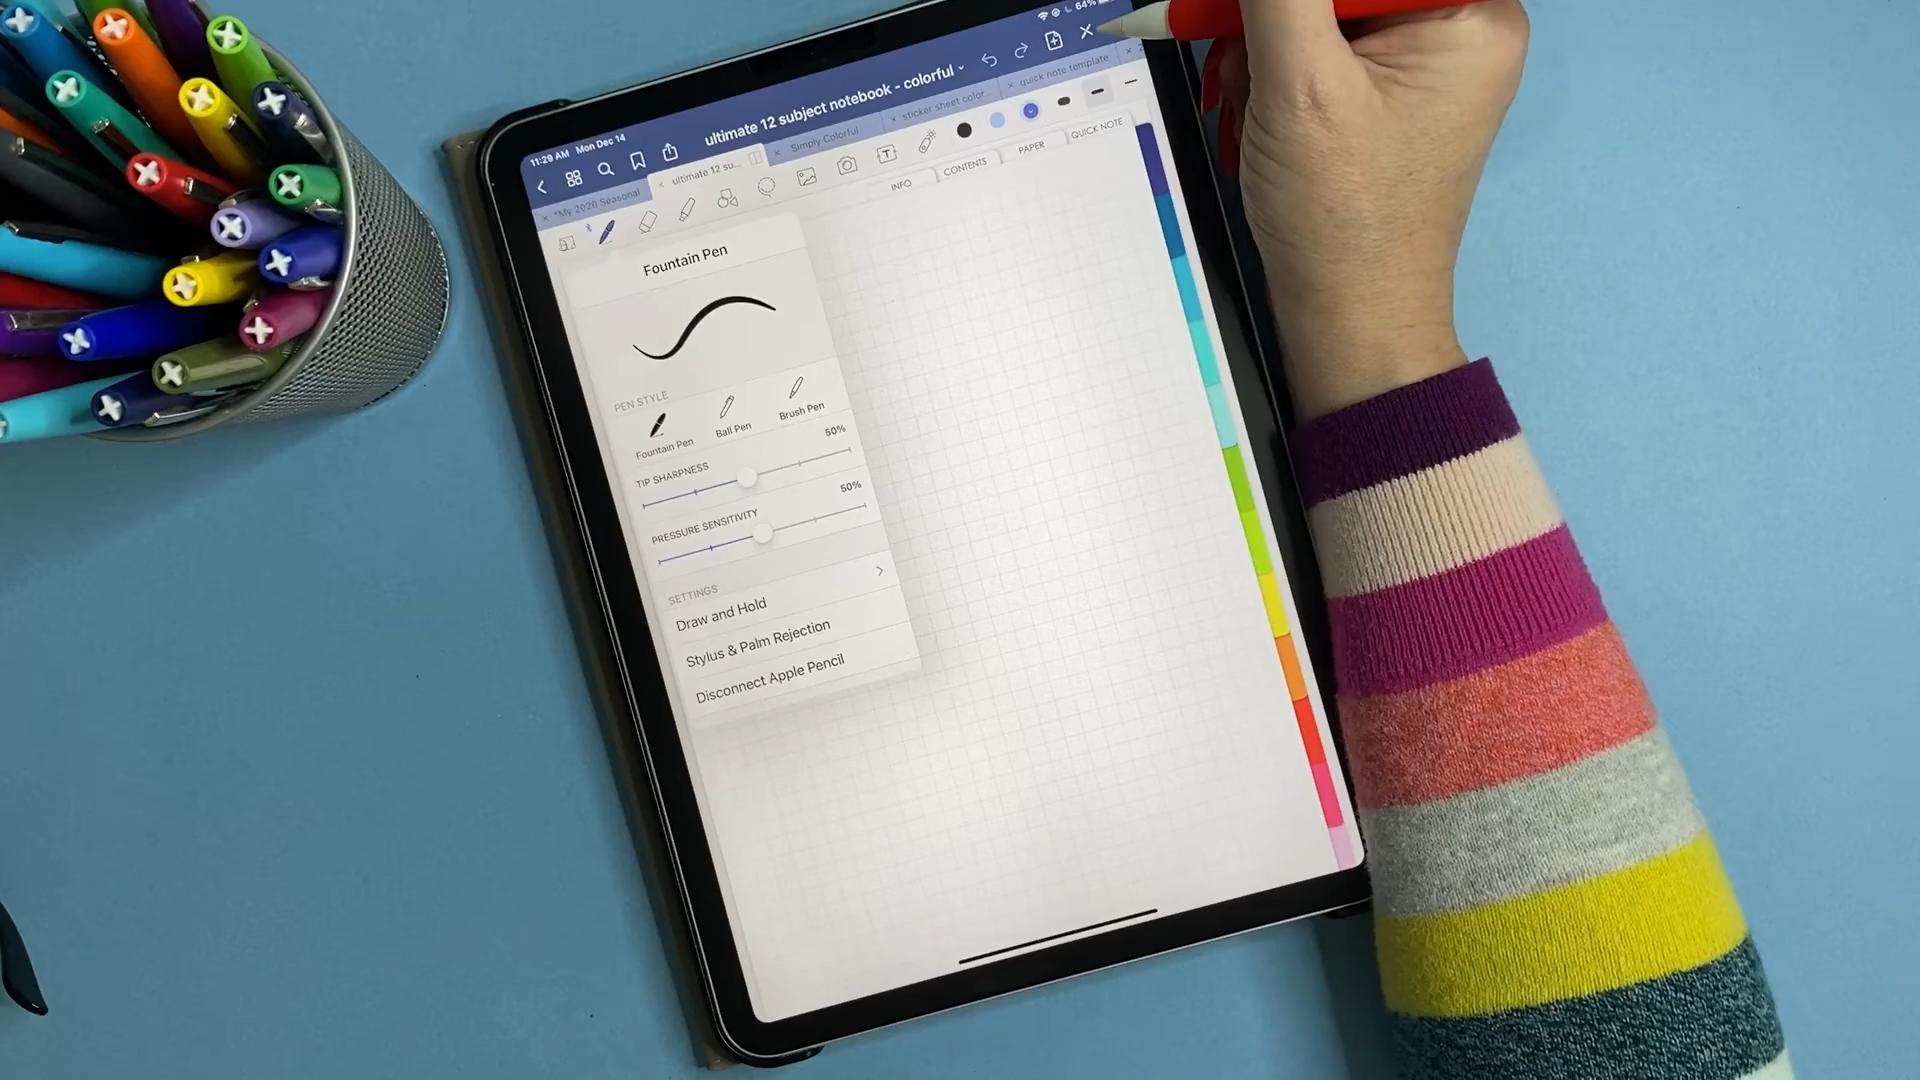 11:29 AM Mon Dec 14
64%
ultimate 12 subject notebook - colorful
*My 2020 Seasonal
ultimate 12 su...
Simply Colorful
sticker sheet color...
quick note template
INFO
CONTENTS
PAPER
QUICK NOTE
Fountain Pen
PEN STYLE
Fountain Pen
Ball Pen
Brush Pen
TIP SHARPNESS
50%
PRESSURE SENSITIVITY
50%
SETTINGS
Draw and Hold
Stylus & Palm Rejection
Disconnect Apple Pencil